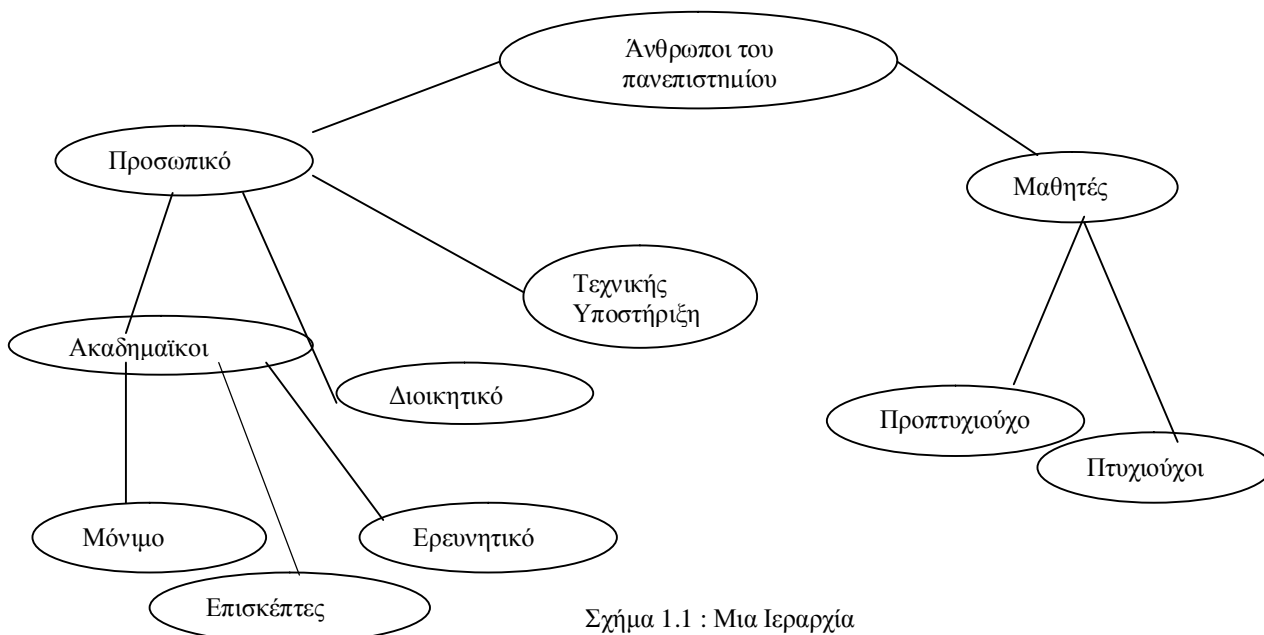 Άνθρωποι του
πανεπιστημίου
Προσωπικό
Μαθητές
Τεχνικής
Υποστήριξη
Ακαδημαϊκοι
Διοικητικό
Προπτυχιούχο
Πτυχιούχοι
Μόνιμο
Ερευνητικό
Επισκέπτες
Σχήμα 1.1 : Μια Ιεραρχία